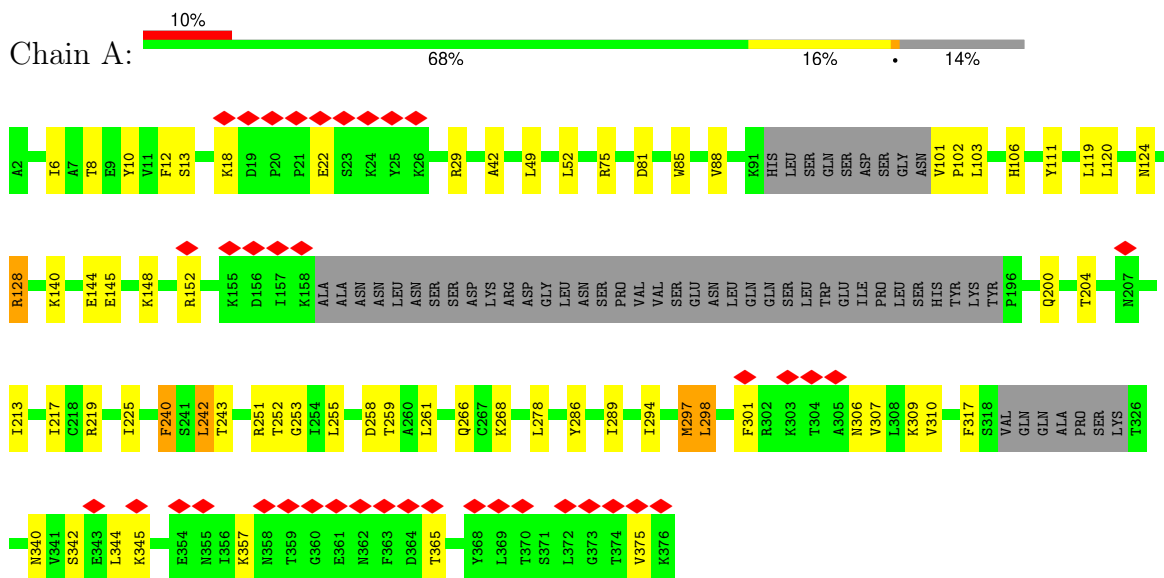 10%
Chain A:
68% 16% • 14%
A2 I6 A7 T8 E9 Y10 V11 F12 S13 K18 D19 P20 P21 E22 S23 K24 Y25 K26 R29 A42 L49 L52 R75 D81 W85 V88 K91 HIS LEU SER GLN SER ASP SER GLY ASN V101 P102 L103 H106 Y111 L119 L120 N124
R128 K140 E144 E145 K148 R152 K155 D156 I157 K158 ALA ALA ASN ASN LEU ASN SER SER ASP LYS ARG ASP GLY LEU ASN SER PRO VAL VAL SER GLU ASN LEU GLN GLN SER LEU TRP GLU ILE PRO LEU SER HIS TYR LYS TYR P196 Q200 T204 N207
I213 I217 C218 R219 I225 F240 S241 L242 T243 R251 T252 G253 I254 L255 D258 T259 A260 L261 Q266 C267 K268 L278 Y286 I289 I294 M297 L298 F301 R302 K303 T304 A305 N306 V307 L308 K309 V310 F317 S318 VAL GLN GLN ALA PRO SER LYS T326
N340 V341 S342 E343 L344 K345 E354 N355 I356 K357 N358 T359 G360 E361 N362 F363 D364 T365 Y368 L369 T370 S371 L372 G373 T374 V375 K376